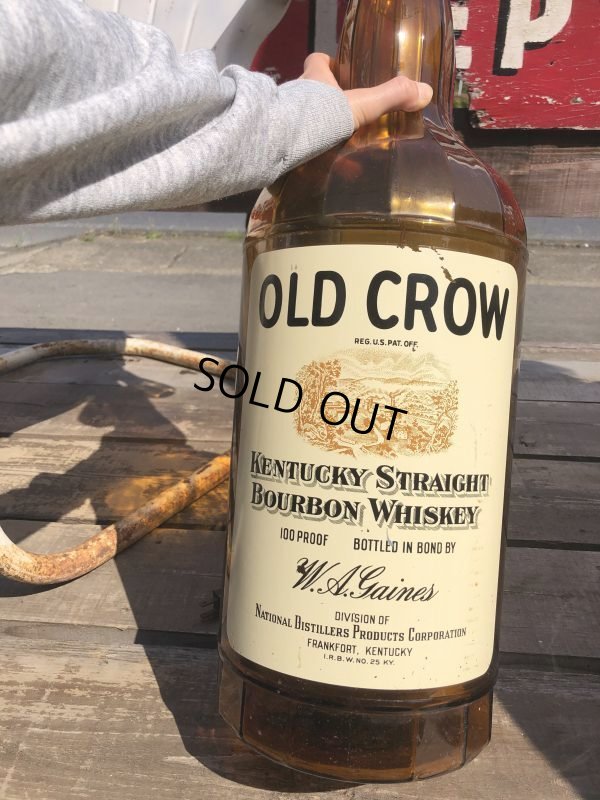 EP
OLD CROW
REG. U.S. PAT. OFF.
SOLD OUT
KENTUCKY STRAIGHT
BOURBON WHISKEY
100 PROOF BOTTLED IN BOND BY
W.A. Gaines
DIVISION OF
NATIONAL DISTILLERS PRODUCTS CORPORATION
FRANKFORT, KENTUCKY
I.R.B.W. NO. 25 KY.